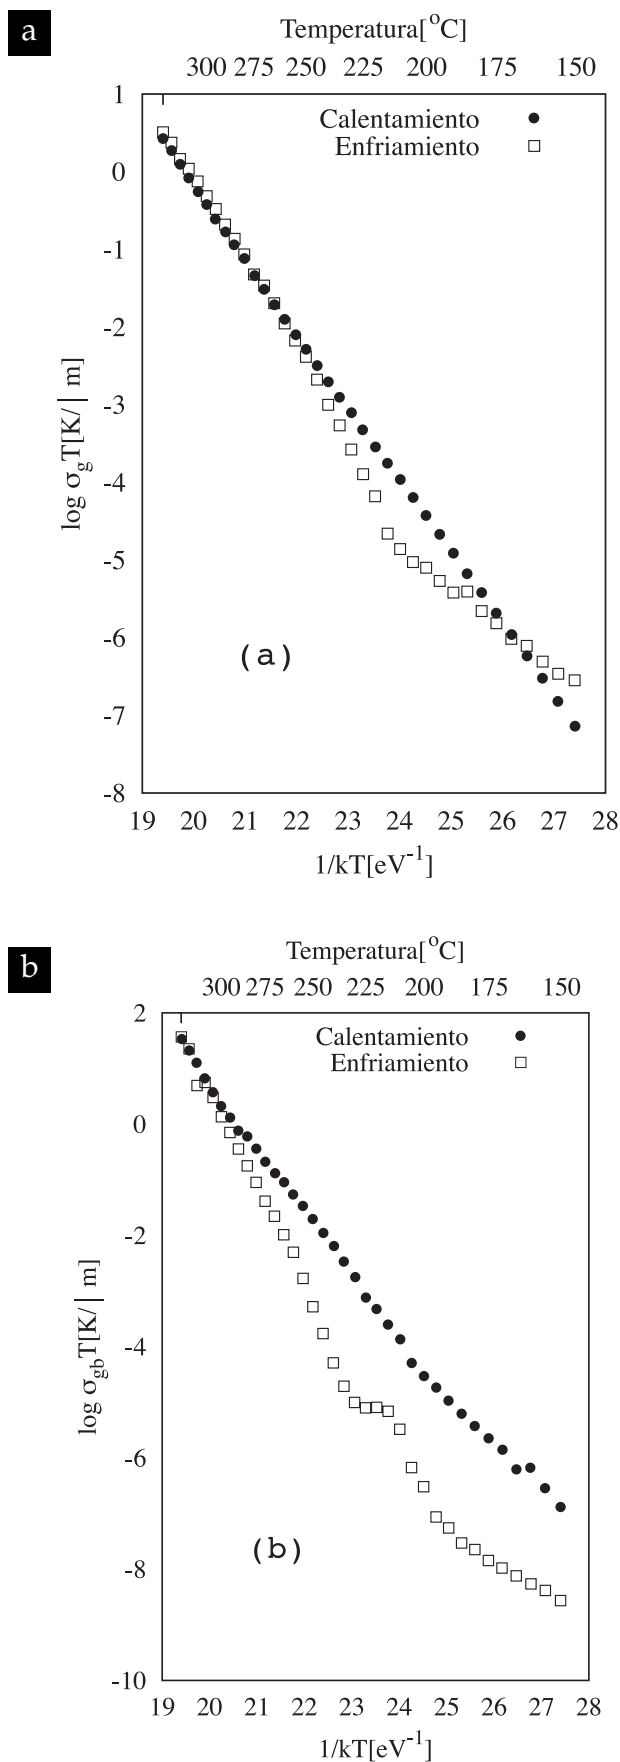 a
Temperatura[°C]
300 275 250 225 200 175 150
Calentamiento
Enfriamiento
1
0
-1
-2
-3
-4
-5
-6
-7
-8
log σgT[K/| m]
(a)
19 20 21 22 23 24 25 26 27 28
1/kT[eV-1]
b
Temperatura[°C]
300 275 250 225 200 175 150
Calentamiento
Enfriamiento
2
0
-2
-4
-6
-8
-10
log σgbT[K/| m]
(b)
19 20 21 22 23 24 25 26 27 28
1/kT[eV-1]